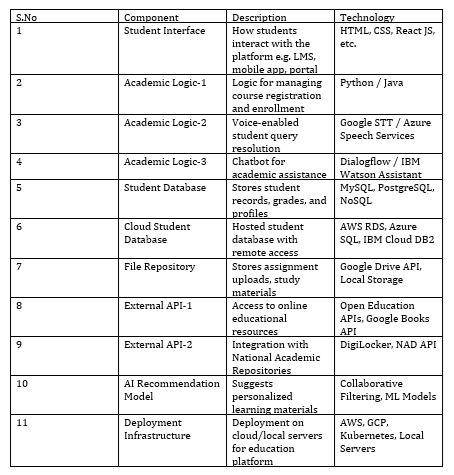 S.No Component Description Technology
1 Student Interface How students HTML, CSS, React JS,
interact with the etc.
platform e.g. LMS,
mobile app, portal
2 Academic Logic-1 Logic for managing Python / Java
course registration
and enrollment
3 Academic Logic-2 Voice-enabled Google STT / Azure
student query Speech Services
resolution
4 Academic Logic-3 Chatbot for Dialogflow / IBM
academic assistance Watson Assistant
5 Student Database Stores student MySQL, PostgreSQL,
records, grades, and NoSQL
profiles
6 Cloud Student Hosted student AWS RDS, Azure
Database database with SQL, IBM Cloud DB2
remote access
7 File Repository Stores assignment Google Drive API,
uploads, study Local Storage
materials
8 External API-1 Access to online Open Education
educational APIs, Google Books
resources API
9 External API-2 Integration with DigiLocker, NAD API
National Academic
Repositories
10 AI Recommendation Suggests Collaborative
Model personalized Filtering, ML Models
learning materials
11 Deployment Deployment on AWS, GCP,
Infrastructure cloud/local servers Kubernetes, Local
for education Servers
platform